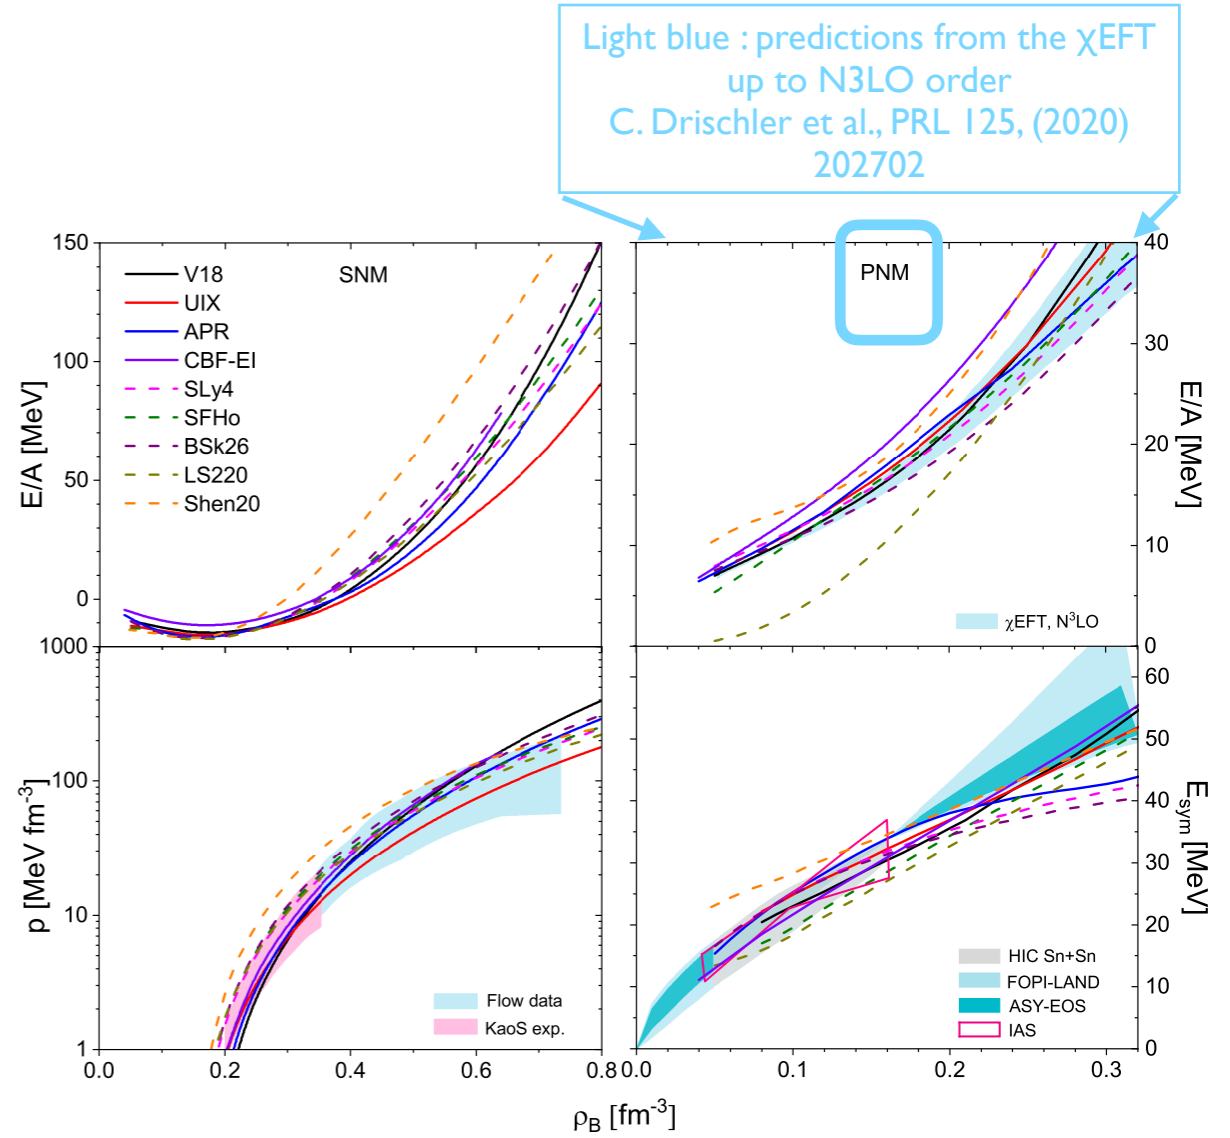 Light blue : predictions from the χEFT
up to N3LO order
C. Drischler et al., PRL 125, (2020)
202702
150
100
50
0
E/A [MeV]
V18
UIX
APR
CBF-EI
SLy4
SFHo
BSk26
LS220
Shen20
SNM
PNM
40
30
20
10
0
E/A [MeV]
χEFT, N³LO
1000
100
10
1
p [MeV fm⁻³]
Flow data
KaoS exp.
0.0
0.2
0.4
0.6
0.8
60
50
40
30
20
10
0
E_sym [MeV]
HIC Sn+Sn
FOPI-LAND
ASY-EOS
IAS
0.1
0.2
0.3
ρ_B [fm⁻³]